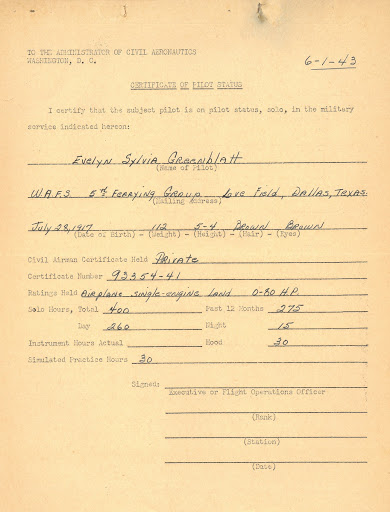 TO THE ADMINISTRATOR OF CIVIL AERONAUTICS
WASHINGTON, D. C.
6-1-43
CERTIFICATE OF PILOT STATUS
I certify that the subject pilot is on pilot status, solo, in the military
service indicated hereon:
Evelyn Sylvia Greenblatt
(Name of Pilot)
W.A.F.S. 5th Ferrying Group - Love Field, Dallas, Texas.
(Mailing Address)
July 28, 1917 112 5-4 Brown Brown
(Date of Birth) - (Weight) - (Height) - (Hair) - (Eyes)
Civil Airman Certificate Held Private
Certificate Number 93354-41
Ratings Held Airplane single-engine Land 0-80 H.P.
Solo Hours, Total 400 Past 12 Months 275
Day 260 Night 15
Instrument Hours Actual Hood 30
Simulated Practice Hours 30
Signed:
Executive or Flight Operations Officer
(Rank)
(Station)
(Date)